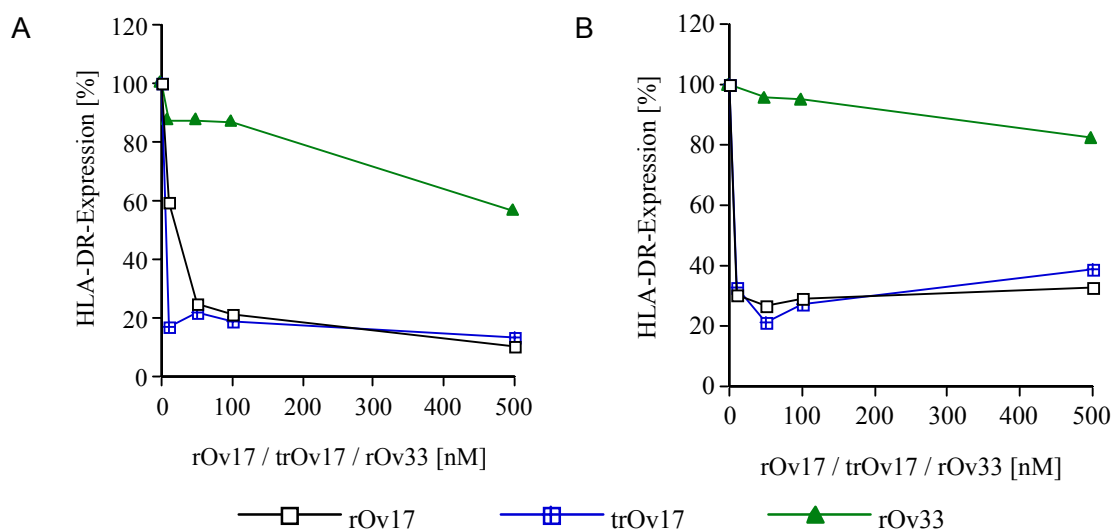 A
HLA-DR-Expression [%]
120
100
80
60
40
20
0
0 100 200 300 400 500
rOv17 / trOv17 / rOv33 [nM]
B
HLA-DR-Expression [%]
120
100
80
60
40
20
0
0 100 200 300 400 500
rOv17 / trOv17 / rOv33 [nM]
rOv17 trOv17 rOv33